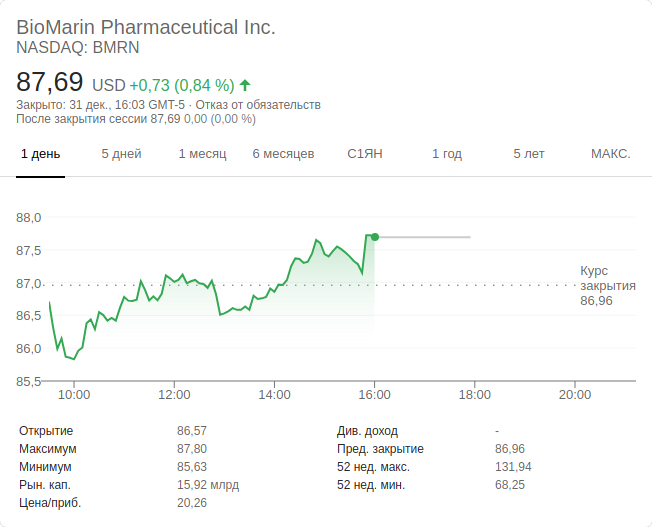 BioMarin Pharmaceutical Inc.
NASDAQ: BMRN
87,69 USD +0,73 (0,84 %)
Закрыто: 31 дек., 16:03 GMT-5 · Отказ от обязательств
После закрытия сессии 87,69 0,00 (0,00 %)
1 день 5 дней 1 месяц 6 месяцев С1ЯН 1 год 5 лет МАКС.
88,0
87,5
87,0
86,5
86,0
85,5
Курс
закрытия
86,96
10:00 12:00 14:00 16:00 18:00 20:00
Открытие 86,57 Див. доход -
Максимум 87,80 Пред. закрытие 86,96
Минимум 85,63 52 нед. макс. 131,94
Рын. кап. 15,92 млрд 52 нед. мин. 68,25
Цена/приб. 20,26